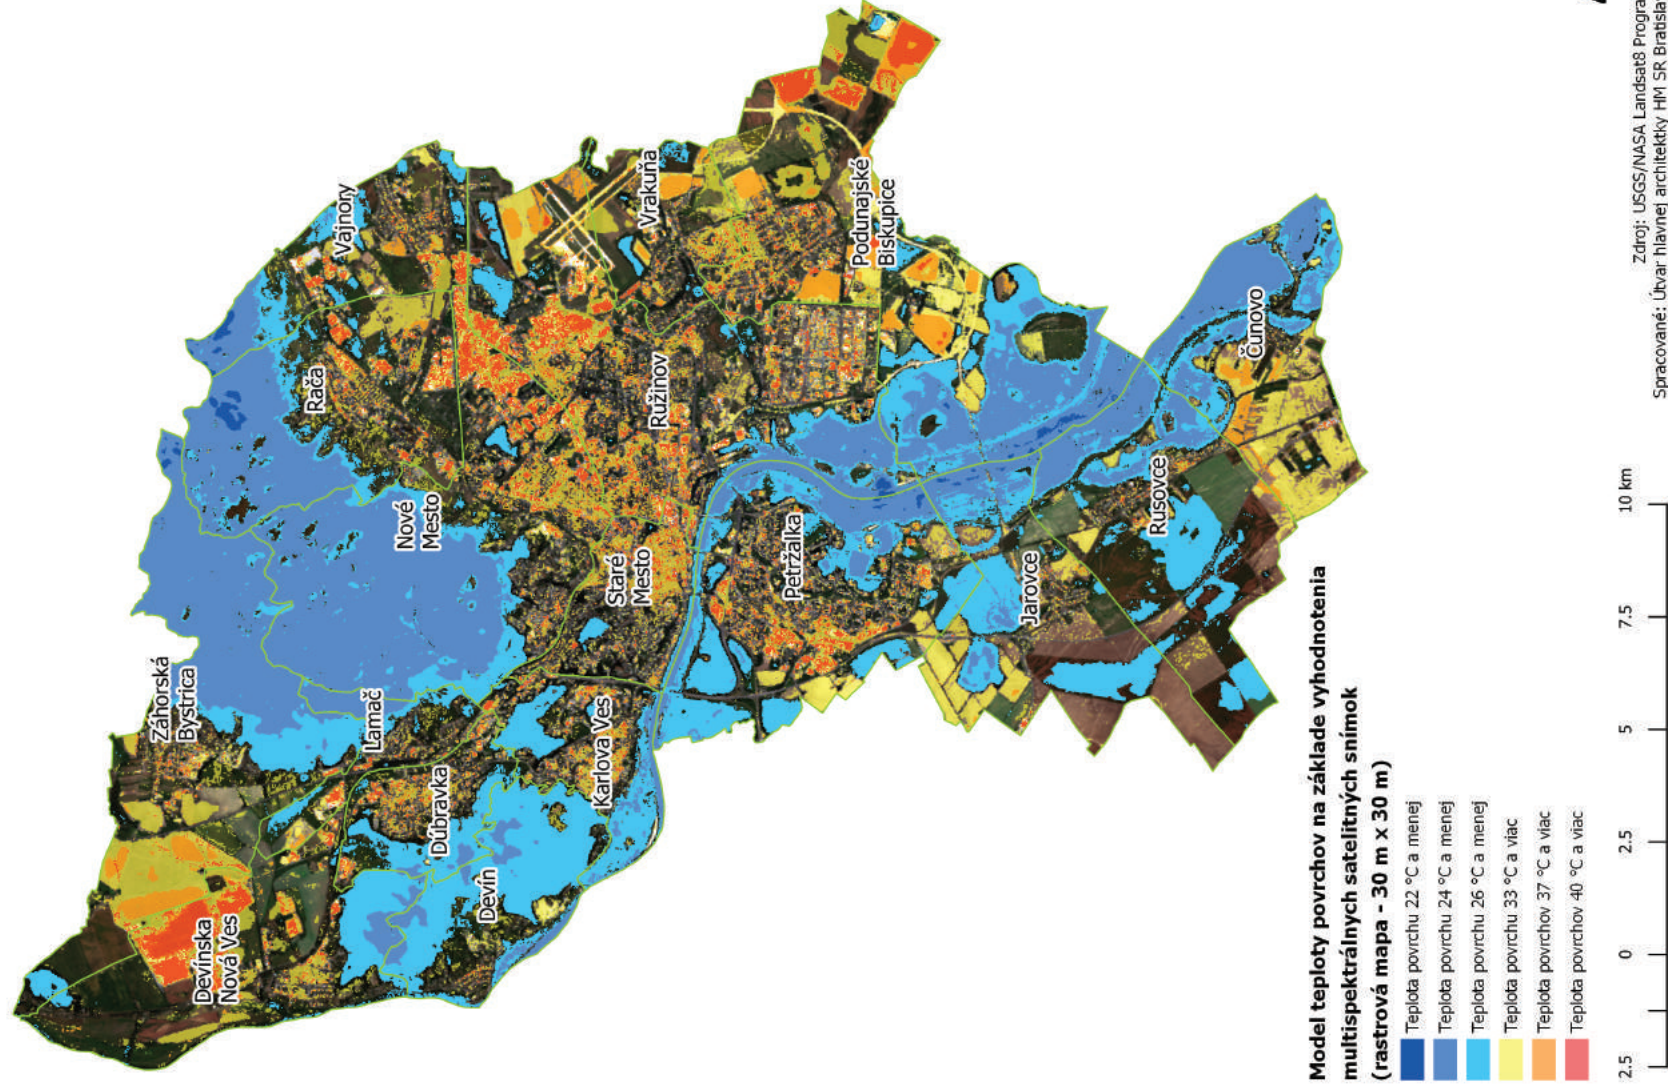 Záhorská
Bystrica
Devínska
Nová Ves
Lamač
Dúbravka
Devín
Karlova Ves
Rača
Vajnory
Nové
Mesto
Staré
Mesto
Ružinov
Vrakuňa
Podunajské
Biskupice
Petržalka
Jarovce
Rusovce
Čunovo
Model teploty povrchov na základe vyhodnotenia
multispektrálnych satelitných snímok
(rastrová mapa - 30 m x 30 m)
Teplota povrchu 22 °C a menej
Teplota povrchu 24 °C a menej
Teplota povrchu 26 °C a menej
Teplota povrchu 33 °C a viac
Teplota povrchov 37 °C a viac
Teplota povrchov 40 °C a viac
2.5 0 2.5 5 7.5 10 km
Zdroj: USGS/NASA Landsat8
Spracované: Útvar hlavnej architektky HM SR